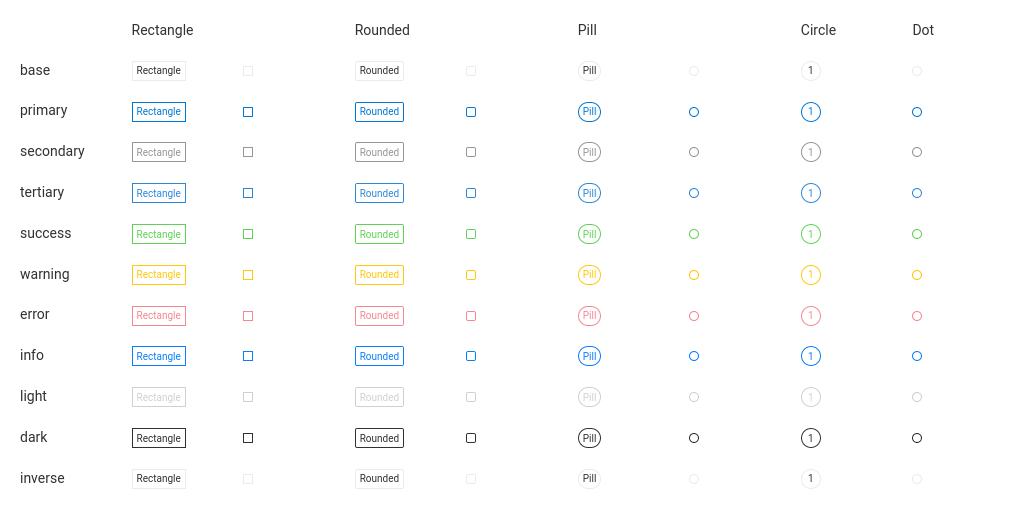 Rectangle Rounded Pill Circle Dot
base Rectangle Rounded Pill 1
primary Rectangle Rounded Pill 1
secondary Rectangle Rounded Pill 1
tertiary Rectangle Rounded Pill 1
success Rectangle Rounded Pill 1
warning Rectangle Rounded Pill 1
error Rectangle Rounded Pill 1
info Rectangle Rounded Pill 1
light Rectangle Rounded Pill 1
dark Rectangle Rounded Pill 1
inverse Rectangle Rounded Pill 1